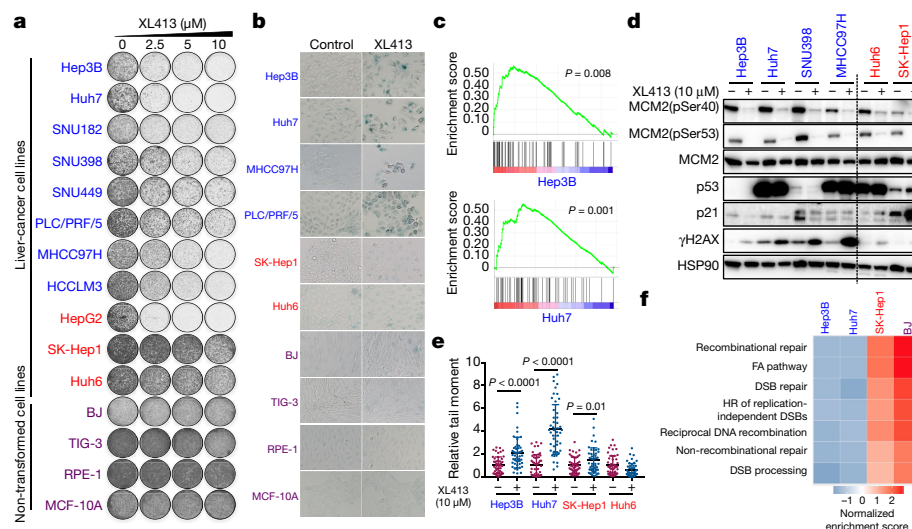 a
XL413 (μM)
0 2.5 5 10
Liver-cancer cell lines
Hep3B
Huh7
SNU182
SNU398
SNU449
PLC/PRF/5
MHCC97H
HCCLM3
HepG2
SK-Hep1
Huh6
Non-transformed cell lines
BJ
TIG-3
RPE-1
MCF-10A
b
Control XL413
Hep3B
Huh7
MHCC97H
PLC/PRF/5
SK-Hep1
Huh6
BJ
TIG-3
RPE-1
MCF-10A
c
Enrichment score
0.50
0.40
0.30
0.20
0.10
0
P = 0.008
Hep3B
Enrichment score
0.50
0.40
0.30
0.20
0.10
0
P = 0.001
Huh7
d
Hep3B Huh7 SNU398 MHCC97H Huh6 SK-Hep1
XL413 (10 μM) – + – + – + – + – + – +
MCM2(pSer40)
MCM2(pSer53)
MCM2
p53
p21
γH2AX
HSP90
e
Relative tail moment
10
8
6
4
2
0
P < 0.0001
P < 0.0001
P = 0.01
XL413 – + – + – + – +
(10 μM)
Hep3B Huh7 SK-Hep1 Huh6
f
Hep3B Huh7 SK-Hep1 BJ
Recombinational repair
FA pathway
DSB repair
HR of replication-
independent DSBs
Reciprocal DNA recombination
Non-recombinational repair
DSB processing
−1 0 1 2
Normalized
enrichment score